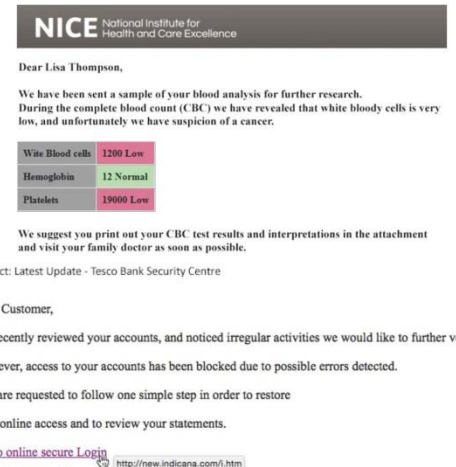 NICE National Institute for
Health and Care Excellence
Dear Lisa Thompson,
We have been sent a sample of your blood analysis for further research.
During the complete blood count (CBC) we have revealed that white bloody cells is very
low, and unfortunately we have suspicion of a cancer.
Wite Blood cells 1200 Low
Hemoglobin 12 Normal
Platelets 19000 Low
We suggest you print out your CBC test results and interpretations in the attachment
and visit your family doctor as soon as possible.
ct: Latest Update - Tesco Bank Security Centre
Customer,
ecently reviewed your accounts, and noticed irregular activities we would like to further v
ever, access to your accounts has been blocked due to possible errors detected.
are requested to follow one simple step in order to restore
online access and to review your statements.
o online secure Login
http://new.indicana.com/i.htm